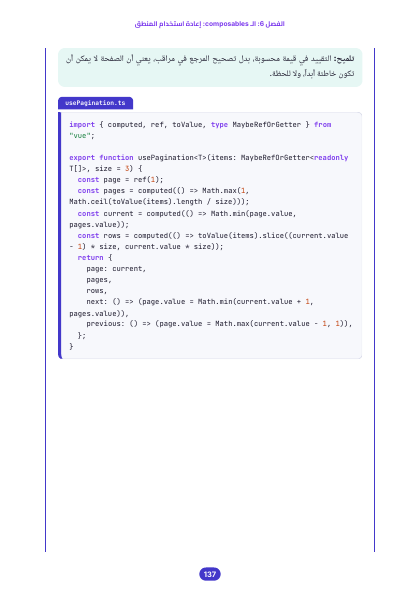 الفصل 6: الـ composables: إعادة استخدام المنطق
تلميح: التقييد في قيمة محسوبة، بدل تصحيح المرجع في مراقب، يعني أن الصفحة لا يمكن أن
تكون خاطئة أبداً، ولا للحظة.
usePagination.ts
import { computed, ref, toValue, type MaybeRefOrGetter } from
"vue";
export function usePagination<T>(items: MaybeRefOrGetter<readonly
T[]>, size = 3) {
  const page = ref(1);
  const pages = computed(() => Math.max(1,
Math.ceil(toValue(items).length / size)));
  const current = computed(() => Math.min(page.value,
pages.value));
  const rows = computed(() => toValue(items).slice((current.value
- 1) * size, current.value * size));
  return {
    page: current,
    pages,
    rows,
    next: () => (page.value = Math.min(current.value + 1,
pages.value)),
    previous: () => (page.value = Math.max(current.value - 1, 1)),
  };
}
137